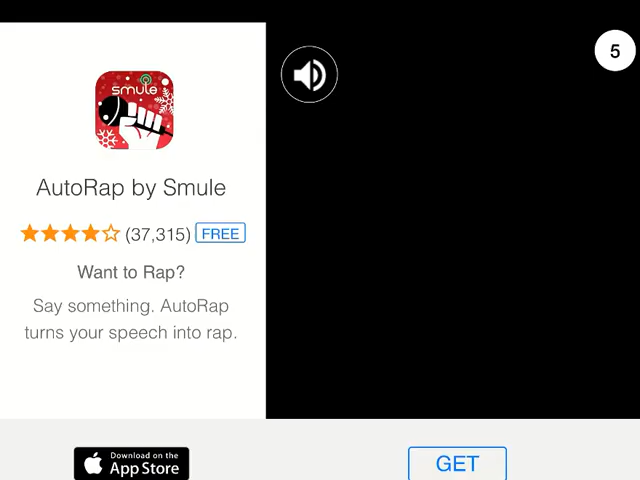 5
smule
AutoRap by Smule
(37,315) FREE
Want to Rap?
Say something. AutoRap
turns your speech into rap.
Download on the
App Store
GET